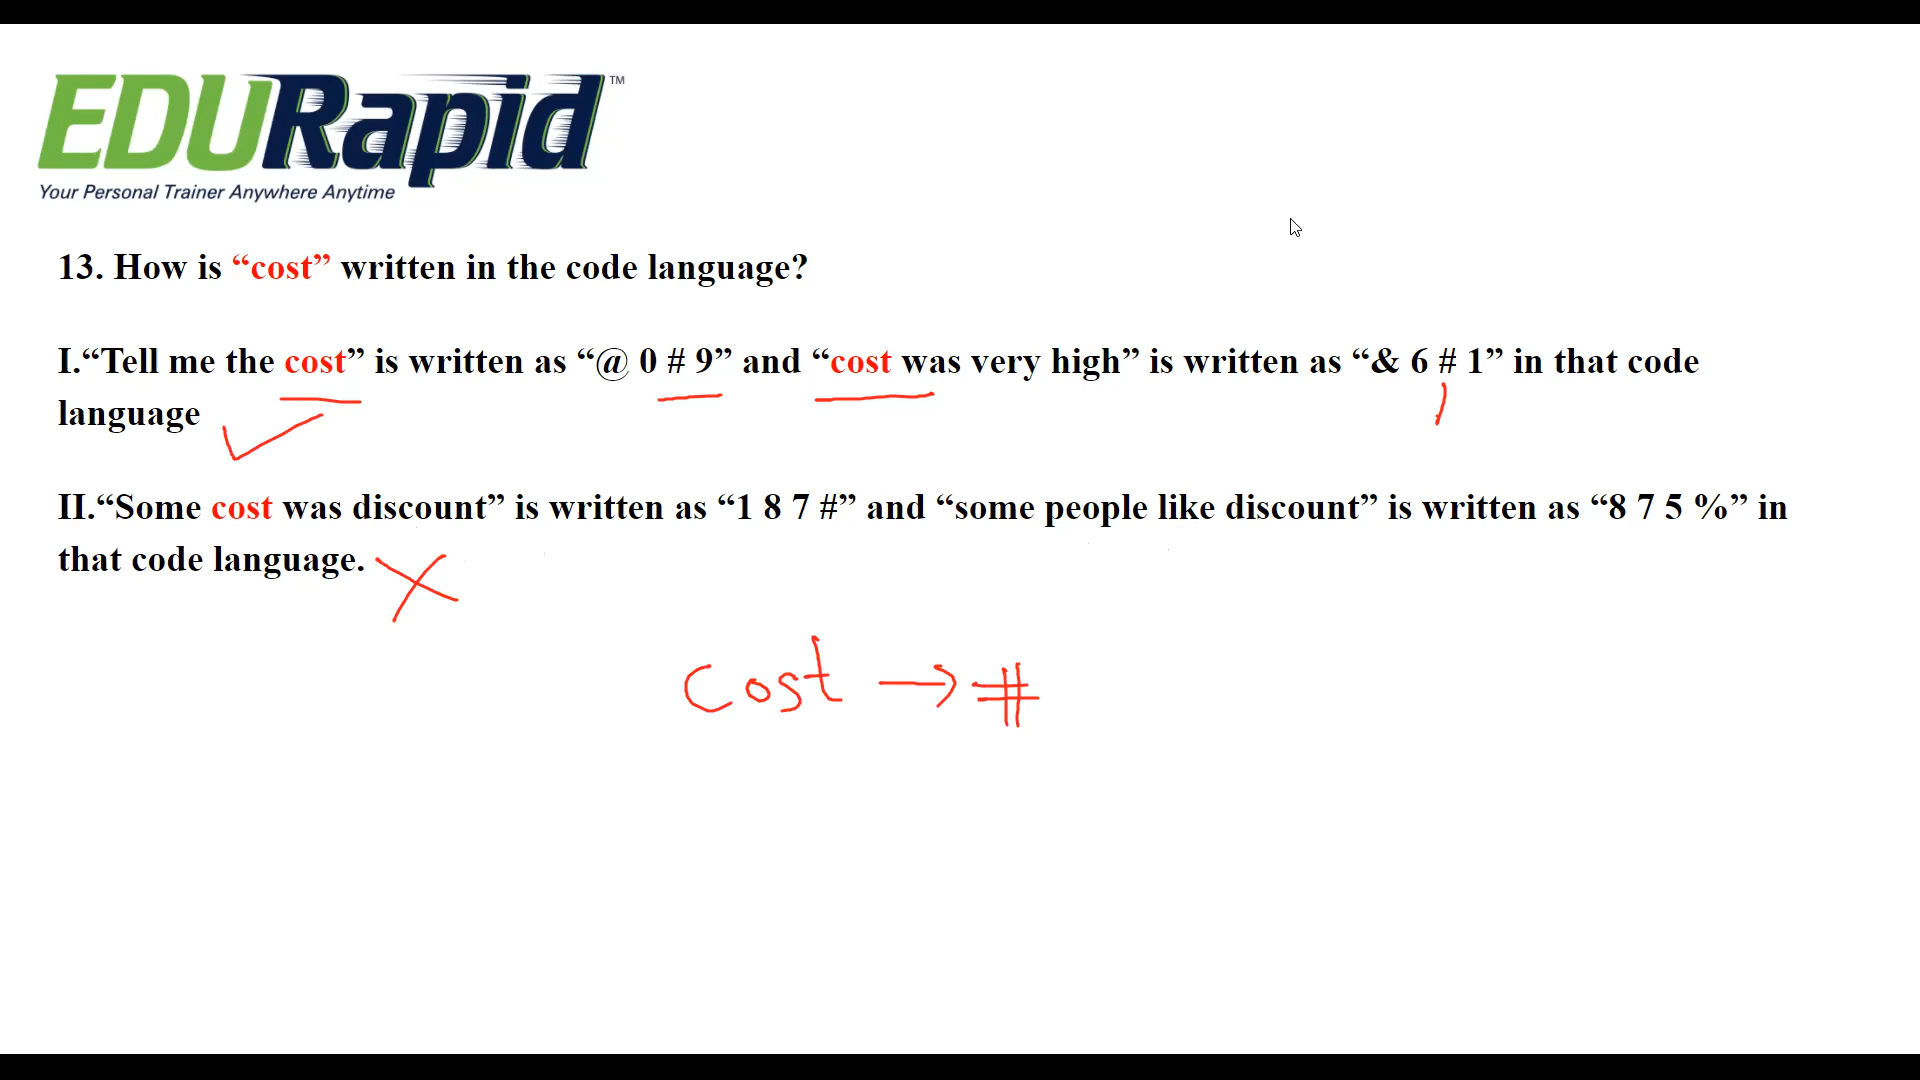 EDURapid™
Your Personal Trainer Anywhere Anytime
13. How is “cost” written in the code language?
I.“Tell me the cost” is written as “@ 0 # 9” and “cost was very high” is written as “& 6 # 1” in that code
language
II.“Some cost was discount” is written as “1 8 7 #” and “some people like discount” is written as “8 7 5 %” in
that code language.
Cost → #